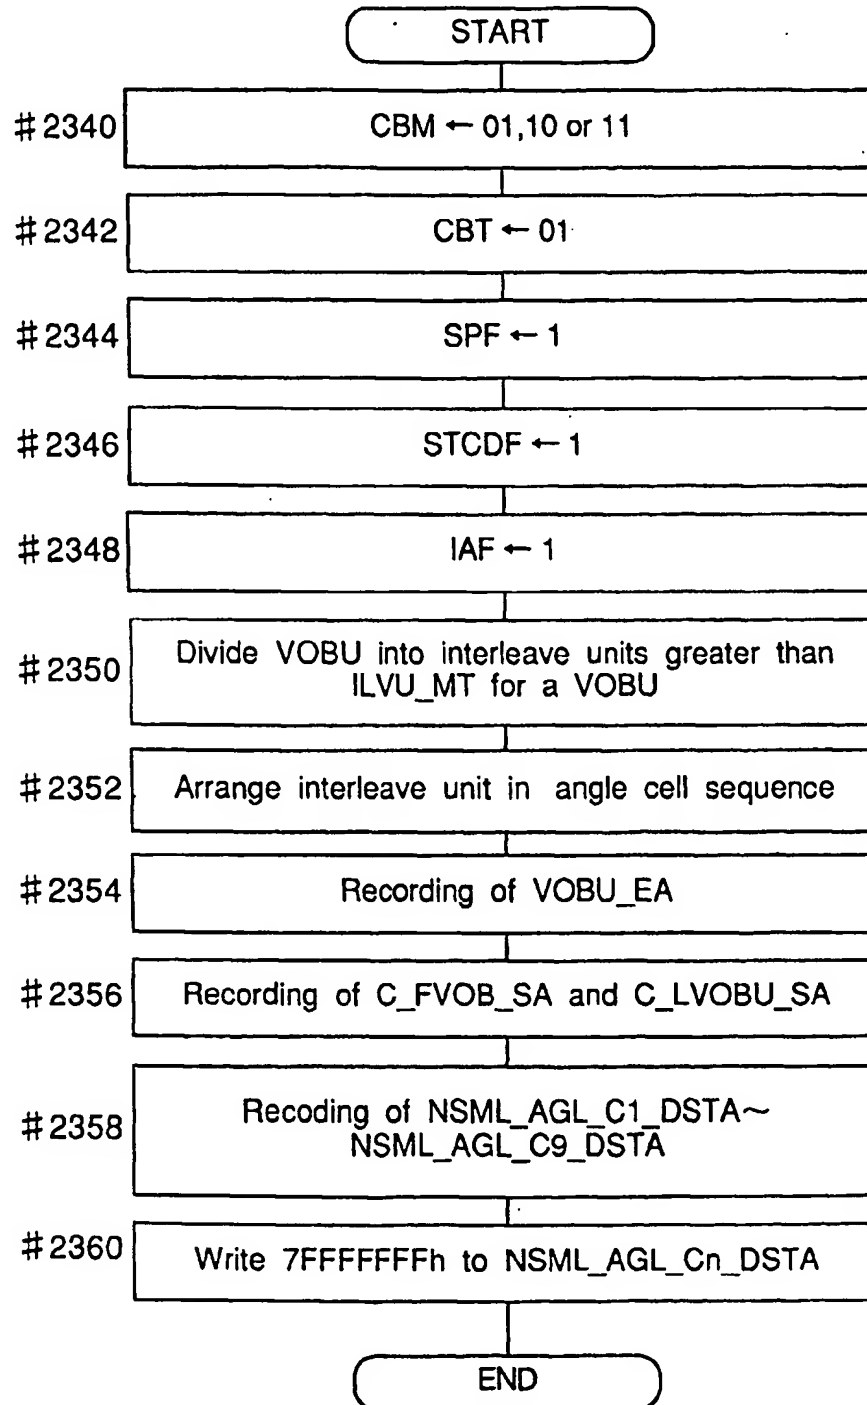 START
#2340 CBM ← 01,10 or 11
#2342 CBT ← 01
#2344 SPF ← 1
#2346 STCDF ← 1
#2348 IAF ← 1
#2350 Divide VOBU into interleave units greater than
ILVU_MT for a VOBU
#2352 Arrange interleave unit in angle cell sequence
#2354 Recording of VOBU_EA
#2356 Recording of C_FVOB_SA and C_LVOBU_SA
#2358 Recoding of NSML_AGL_C1_DSTA~
NSML_AGL_C9_DSTA
#2360 Write 7FFFFFFFh to NSML_AGL_Cn_DSTA
END